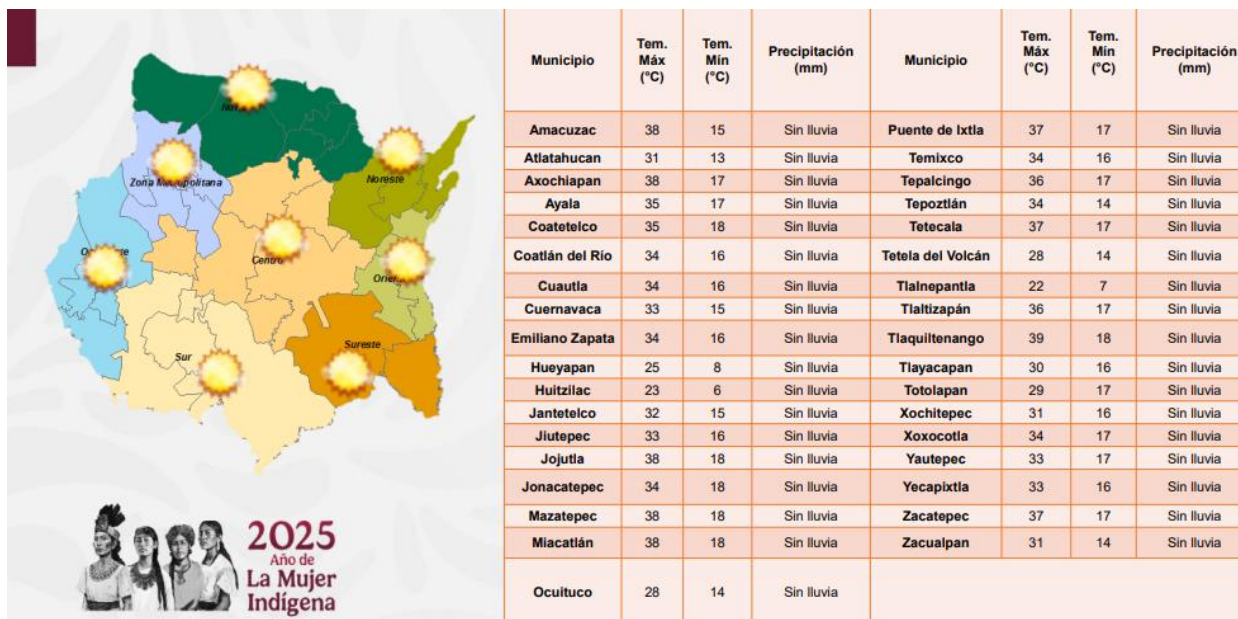 Noreste
Zona Metropolitana
Centro
Sur
Sureste
2025
Año de
La Mujer
Indígena
Municipio Tem. Máx (°C) Tem. Mín (°C) Precipitación (mm) Municipio Tem. Máx (°C) Tem. Mín (°C) Precipitación (mm)
Amacuzac 38 15 Sin lluvia Puente de Ixtla 37 17 Sin lluvia
Atlatahucan 31 13 Sin lluvia Temixco 34 16 Sin lluvia
Axochiapan 38 17 Sin lluvia Tepalcingo 36 17 Sin lluvia
Ayala 35 17 Sin lluvia Tepoztlán 34 14 Sin lluvia
Coatetelco 35 18 Sin lluvia Tetecala 37 17 Sin lluvia
Coatlán del Río 34 16 Sin lluvia Tetela del Volcán 28 14 Sin lluvia
Cuautla 34 16 Sin lluvia Tlalnepantla 22 7 Sin lluvia
Cuernavaca 33 15 Sin lluvia Tlaltizapán 36 17 Sin lluvia
Emiliano Zapata 34 16 Sin lluvia Tlaquiltenango 39 18 Sin lluvia
Hueyapan 25 8 Sin lluvia Tlayacapan 30 16 Sin lluvia
Huitzilac 23 6 Sin lluvia Totolapan 29 17 Sin lluvia
Jantetelco 32 15 Sin lluvia Xochitepec 31 16 Sin lluvia
Jiutepec 33 16 Sin lluvia Xoxocotla 34 17 Sin lluvia
Jojutla 38 18 Sin lluvia Yautepec 33 17 Sin lluvia
Jonacatepec 34 18 Sin lluvia Yecapixtla 33 16 Sin lluvia
Mazatepec 38 18 Sin lluvia Zacatepec 37 17 Sin lluvia
Miacatlán 38 18 Sin lluvia Zacualpan 31 14 Sin lluvia
Ocuituco 28 14 Sin lluvia